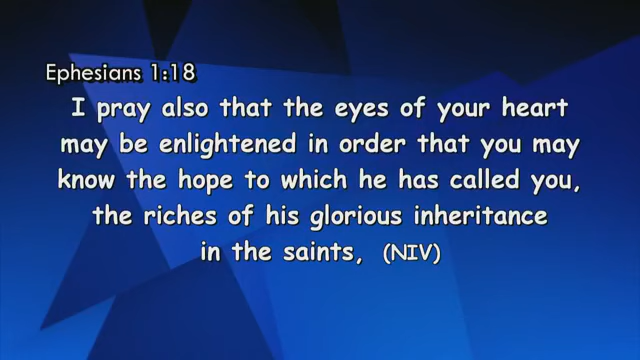 Ephesians 1:18
I pray also that the eyes of your heart
may be enlightened in order that you may
know the hope to which he has called you,
the riches of his glorious inheritance
in the saints, (NIV)